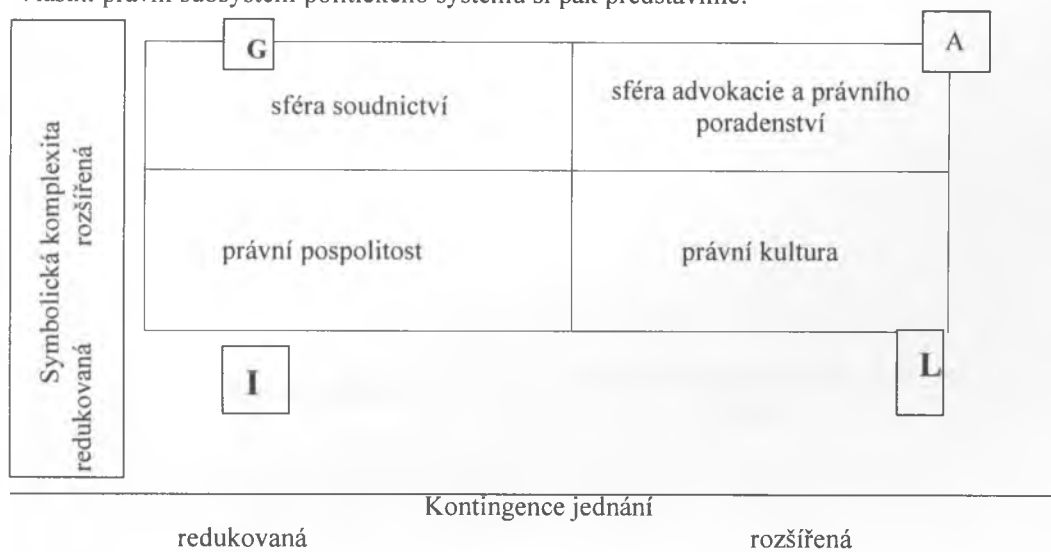 Vlastní právní subsystém politického systému si pak představíme:
G
A
sféra soudnictví
sféra advokacie a právního
poradenství
Symbolická komplexita
redukovaná rozšířená
právní pospolitost
právní kultura
I
L
Kontingence jednání
redukovaná rozšířená